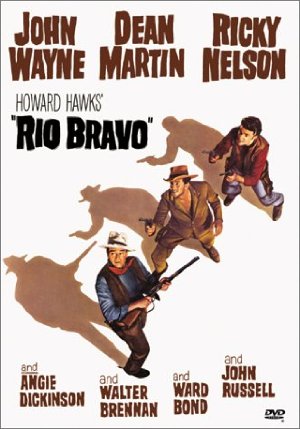 JOHN DEAN RICKY
WAYNE MARTIN NELSON
HOWARD HAWKS'
"RIO BRAVO"
and
ANGIE
DICKINSON
and
WALTER
BRENNAN
and
WARD
BOND
and
JOHN
RUSSELL
DVD